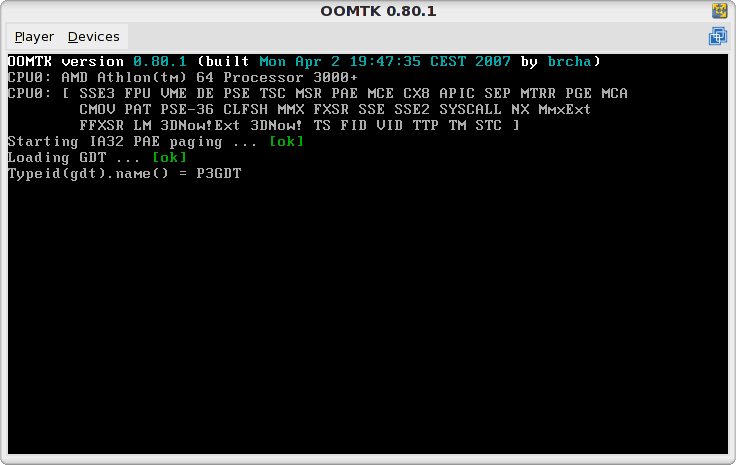 OOMTK 0.80.1
Player Devices
OOMTK version 0.80.1 (built Mon Apr 2 19:47:35 CEST 2007 by brcha)
CPU0: AMD Athlon(tm) 64 Processor 3000+
CPU0: [ SSE3 FPU VME DE PSE TSC MSR PAE MCE CX8 APIC SEP MTRR PGE MCA
CMOV PAT PSE-36 CLFSH MMX FXSR SSE SSE2 SYSCALL NX MmxExt
FFXSR LM 3DNow!Ext 3DNow! TS FID VID TTP TM STC ]
Starting IA32 PAE paging ... [ok]
Loading GDT ... [ok]
Typeid(gdt).name() = P3GDT